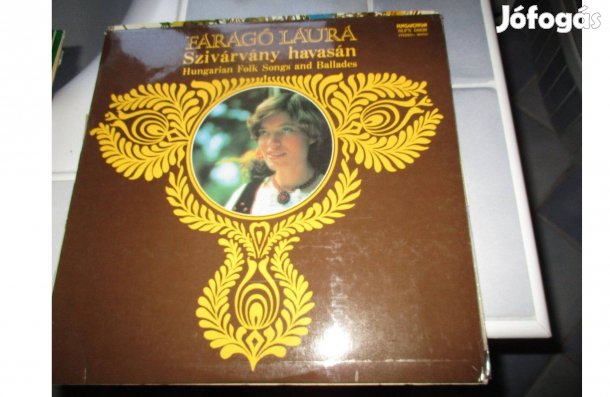 Jófogás
FARAGÓ LAURA
Szivárvány havasán
Hungarian Folk Songs and Ballades
HUNGAROTON